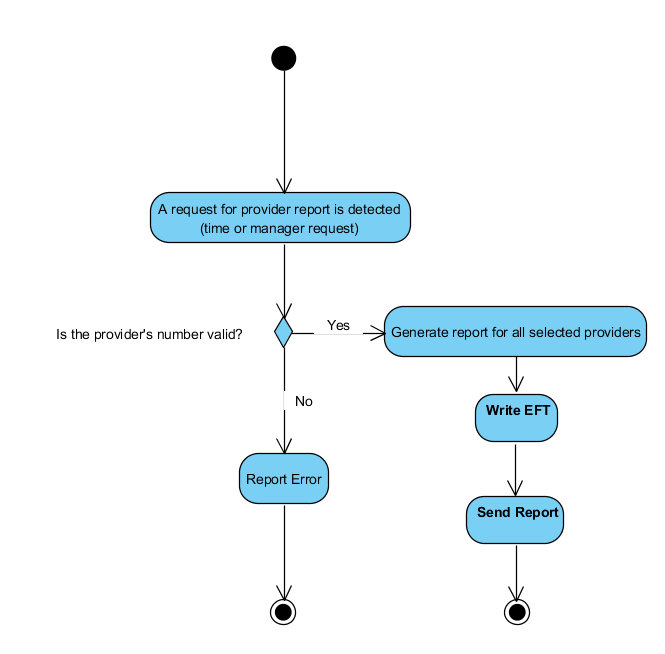 A request for provider report is detected
(time or manager request)
Is the provider's number valid?
Yes
Generate report for all selected providers
No
Write EFT
Report Error
Send Report